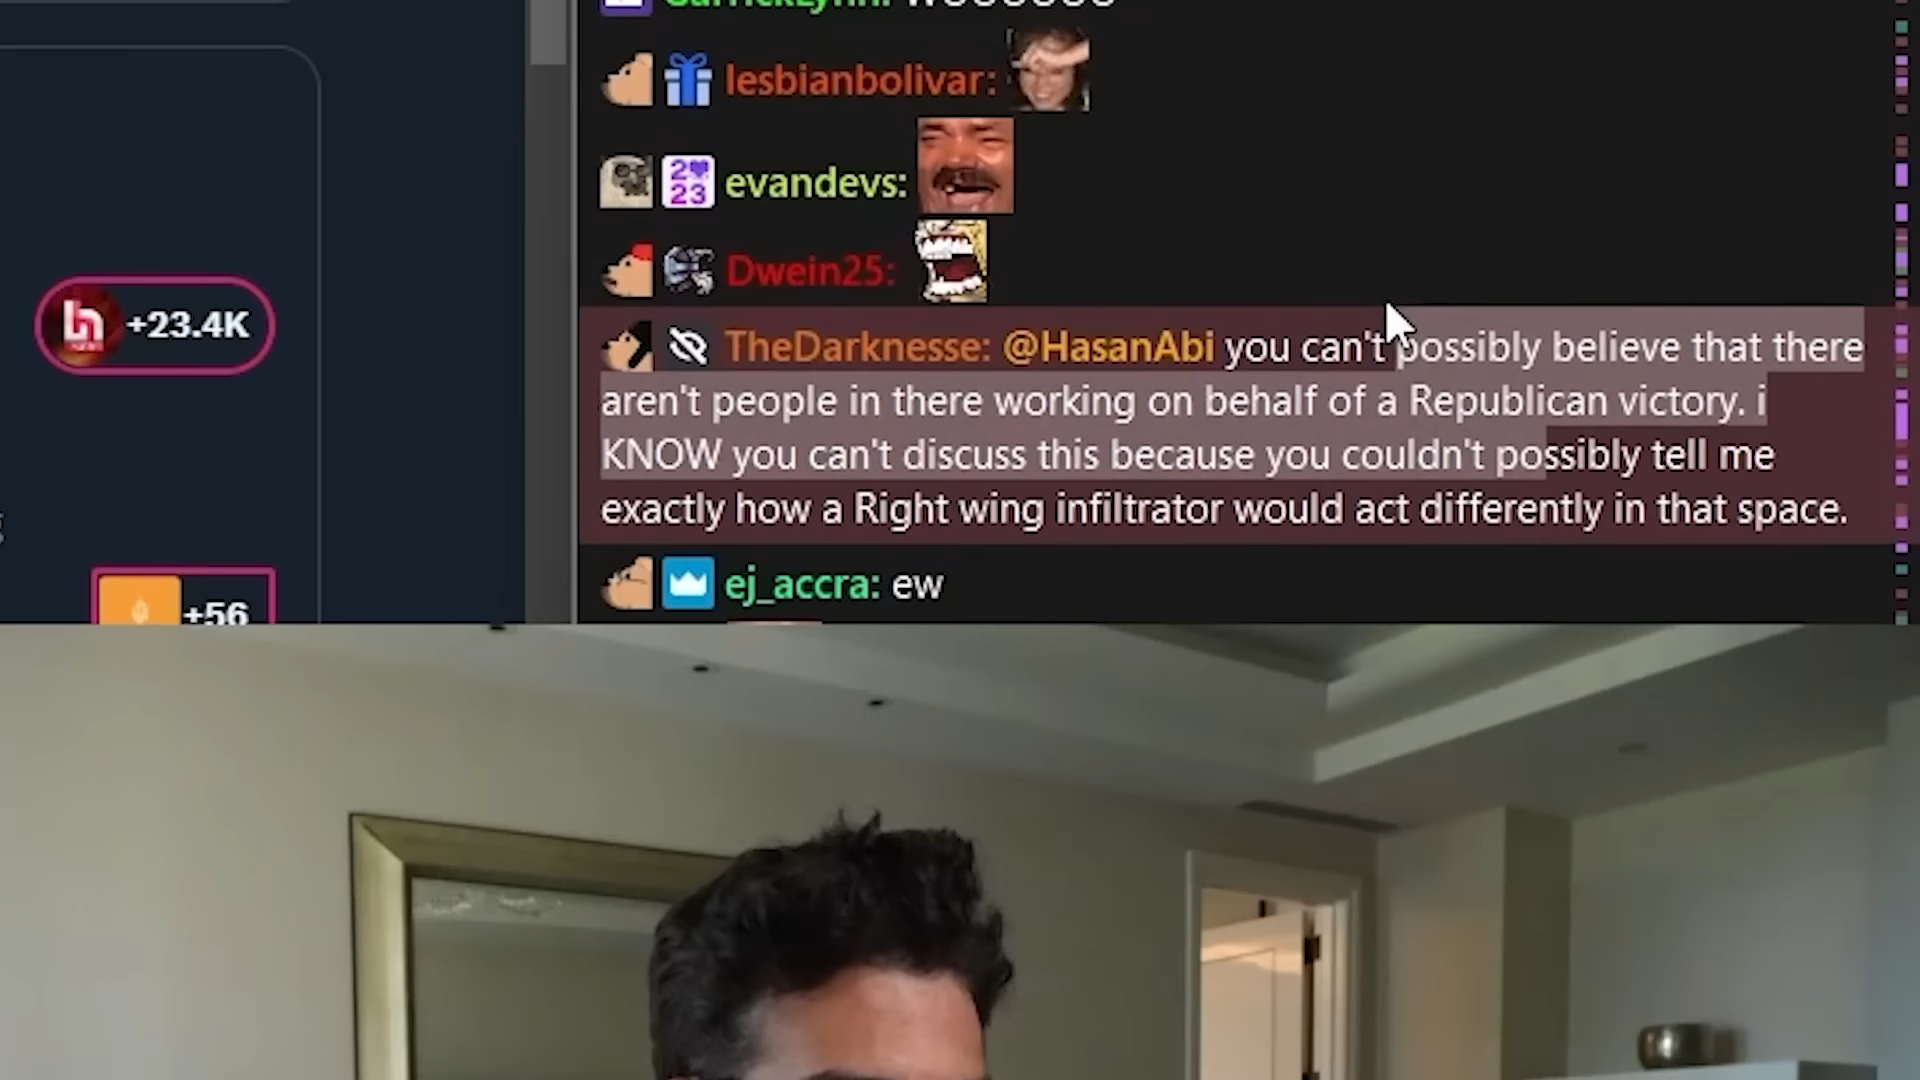 lesbianbolivar:
2
23
evandevs:
Dwein25:
+23.4K
TheDarknesse: @HasanAbi you can't possibly believe that there
aren't people in there working on behalf of a Republican victory. i
KNOW you can't discuss this because you couldn't possibly tell me
exactly how a Right wing infiltrator would act differently in that space.
ej_accra: ew
+56